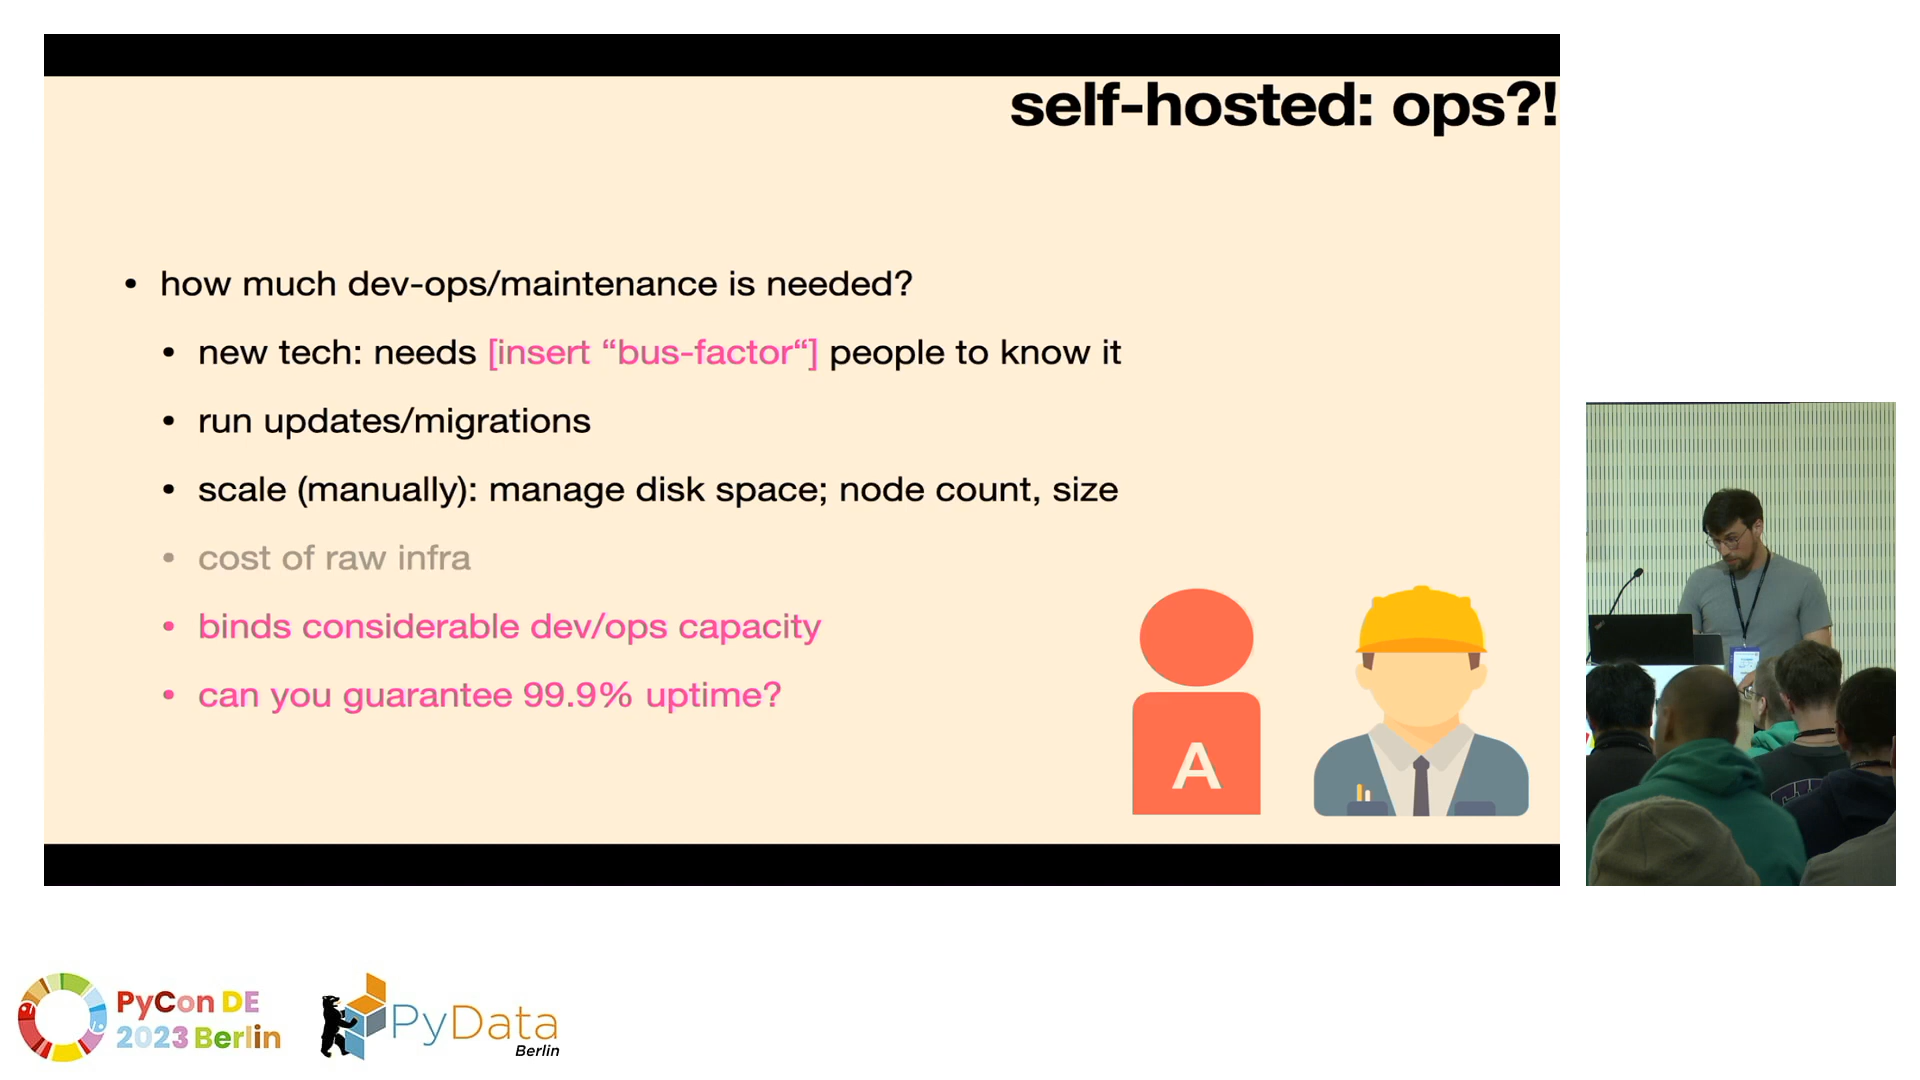 self-hosted: ops?!
• how much dev-ops/maintenance is needed?
• new tech: needs [insert “bus-factor“] people to know it
• run updates/migrations
• scale (manually): manage disk space; node count, size
• cost of raw infra
• binds considerable dev/ops capacity
• can you guarantee 99.9% uptime?
A
PyCon DE
2023 Berlin
PyData
Berlin